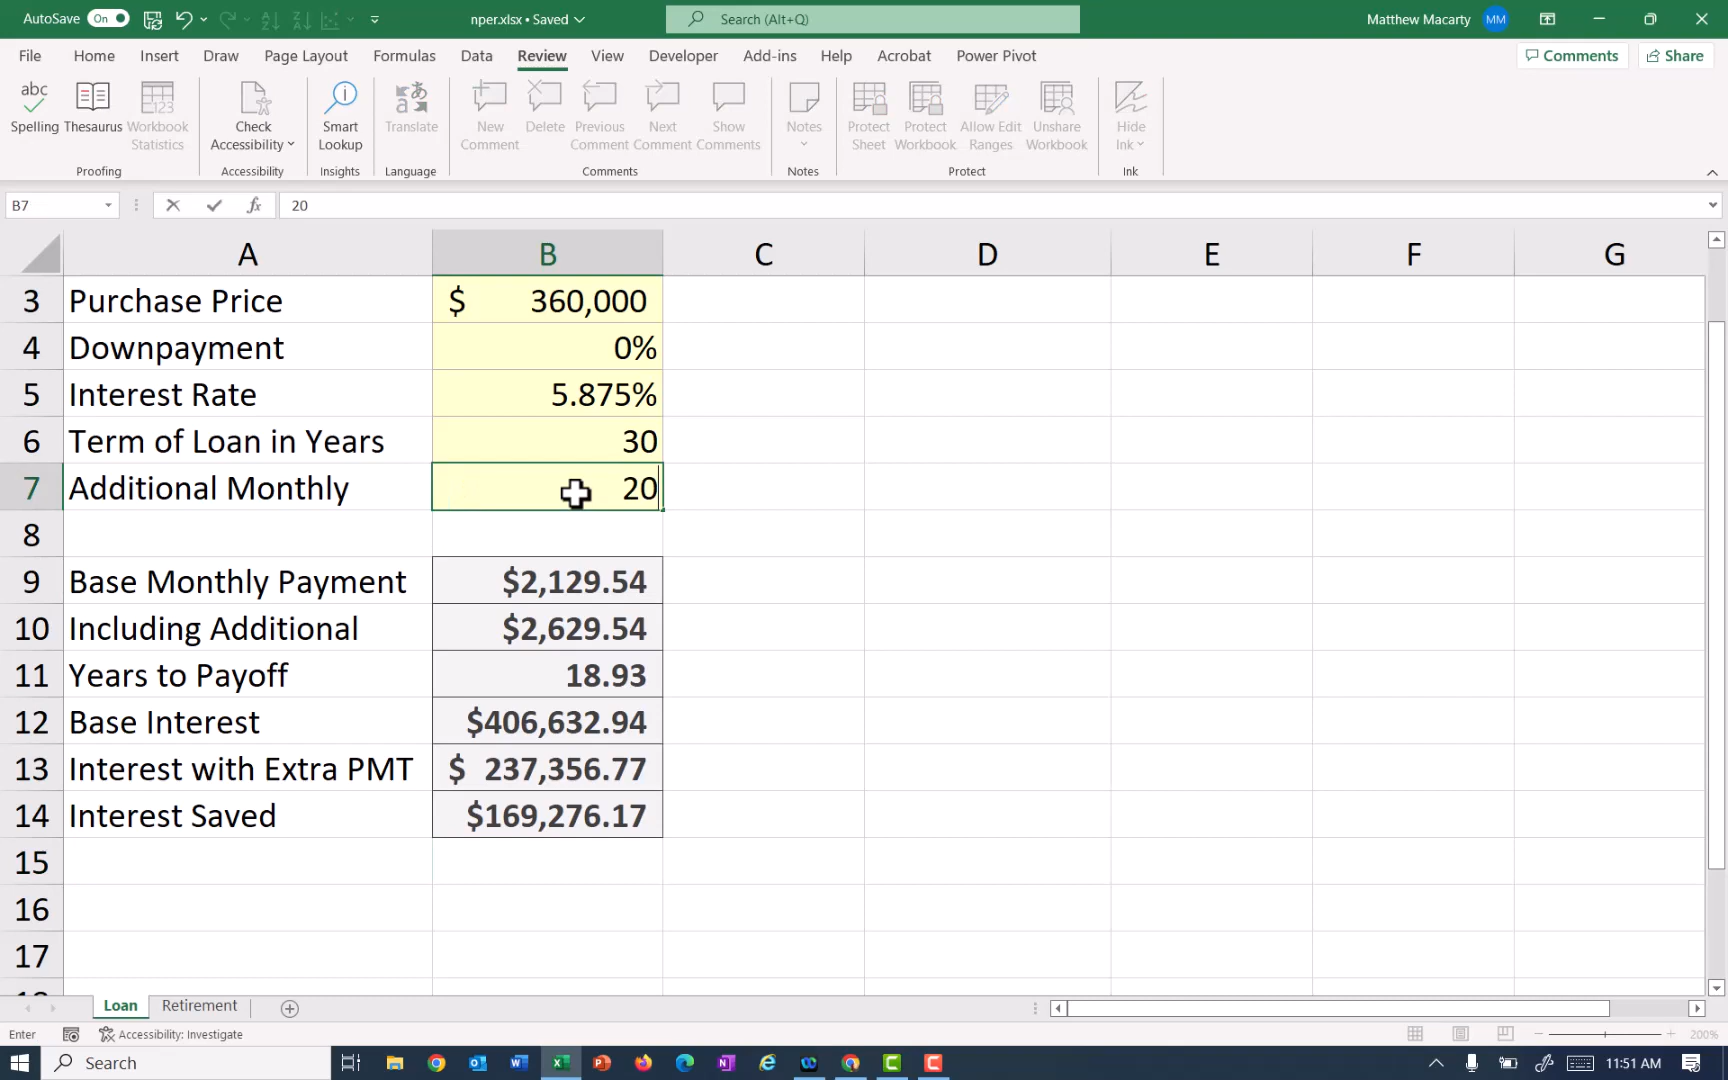 AutoSave On nper.xlsx • Saved Search (Alt+Q) Matthew Macarty MM
File Home Insert Draw Page Layout Formulas Data Review View Developer Add-ins Help Acrobat Power Pivot Comments Share
abc
Spelling Thesaurus Workbook Statistics Check Accessibility Smart Lookup Translate New Comment Delete Previous Comment Next Comment Show Comments Notes Protect Sheet Protect Workbook Allow Edit Ranges Unshare Workbook Hide Ink
Proofing Accessibility Insights Language Comments Notes Protect Ink
B7 fx 20
A B C D E F G
3 Purchase Price $ 360,000
4 Downpayment 0%
5 Interest Rate 5.875%
6 Term of Loan in Years 30
7 Additional Monthly 20
8
9 Base Monthly Payment $2,129.54
10 Including Additional $2,629.54
11 Years to Payoff 18.93
12 Base Interest $406,632.94
13 Interest with Extra PMT $ 237,356.77
14 Interest Saved $169,276.17
15
16
17
Loan Retirement
Enter Accessibility: Investigate 200%
Search 11:51 AM